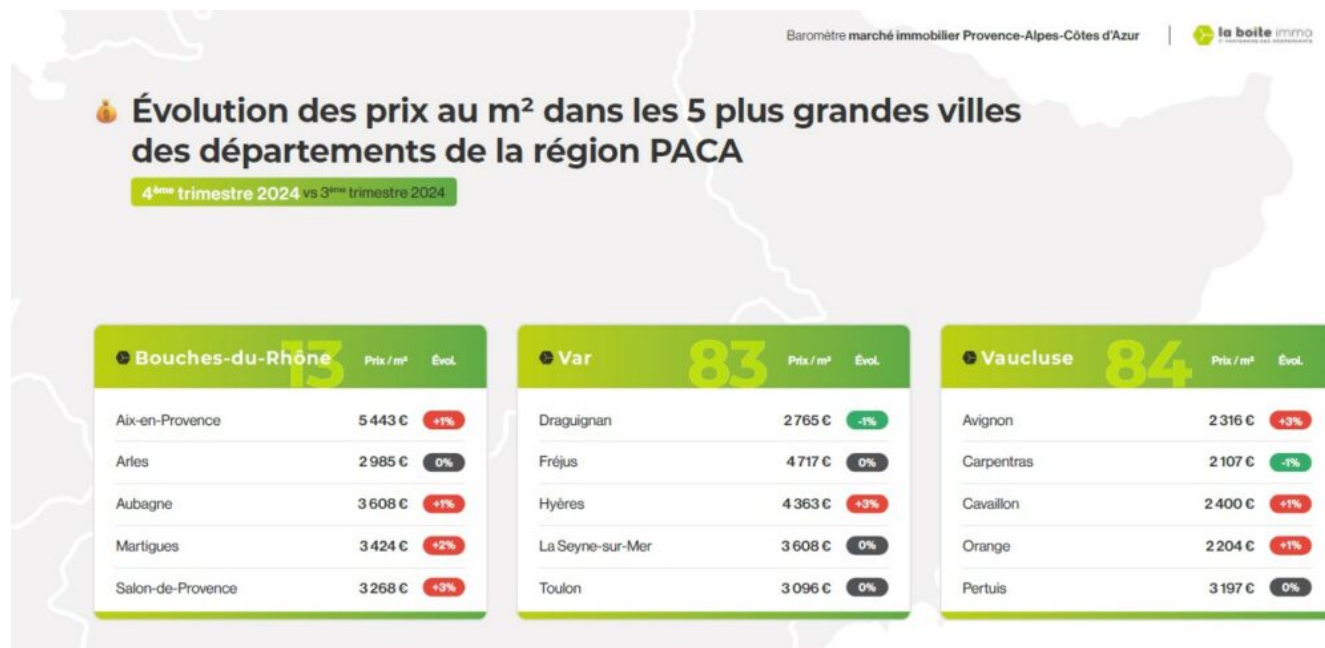 Baromètre marché immobilier Provence-Alpes-Côtes d'Azur
la boite immo
Évolution des prix au m² dans les 5 plus grandes villes
des départements de la région PACA
4ème trimestre 2024 vs 3ème trimestre 2024
Bouches-du-Rhône 13 Prix / m² Évol.
Aix-en-Provence 5 443 € +1%
Arles 2 985 € 0%
Aubagne 3 608 € +1%
Martigues 3 424 € +2%
Salon-de-Provence 3 268 € +3%
Var 83 Prix / m² Évol.
Draguignan 2 765 € -1%
Fréjus 4 717 € 0%
Hyères 4 363 € +3%
La Seyne-sur-Mer 3 608 € 0%
Toulon 3 096 € 0%
Vaucluse 84 Prix / m² Évol.
Avignon 2 316 € +3%
Carpentras 2 107 € -1%
Cavaillon 2 400 € +1%
Orange 2 204 € +1%
Pertuis 3 197 € 0%